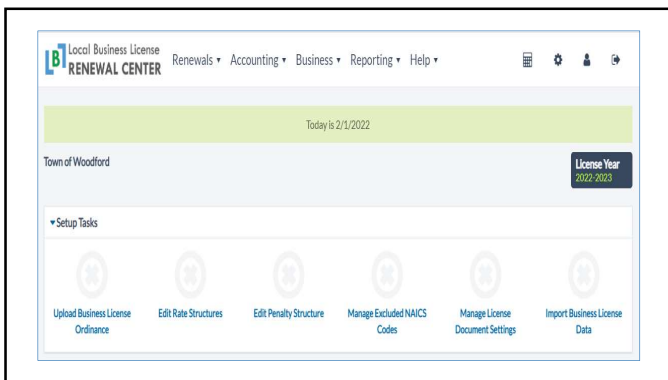 Local Business License
RENEWAL CENTER
Renewals ▾ Accounting ▾ Business ▾ Reporting ▾ Help ▾
Today is 2/1/2022
Town of Woodford
License Year
2022-2023
▾Setup Tasks
Upload Business License
Ordinance
Edit Rate Structures
Edit Penalty Structure
Manage Excluded NAICS
Codes
Manage License
Document Settings
Import Business License
Data